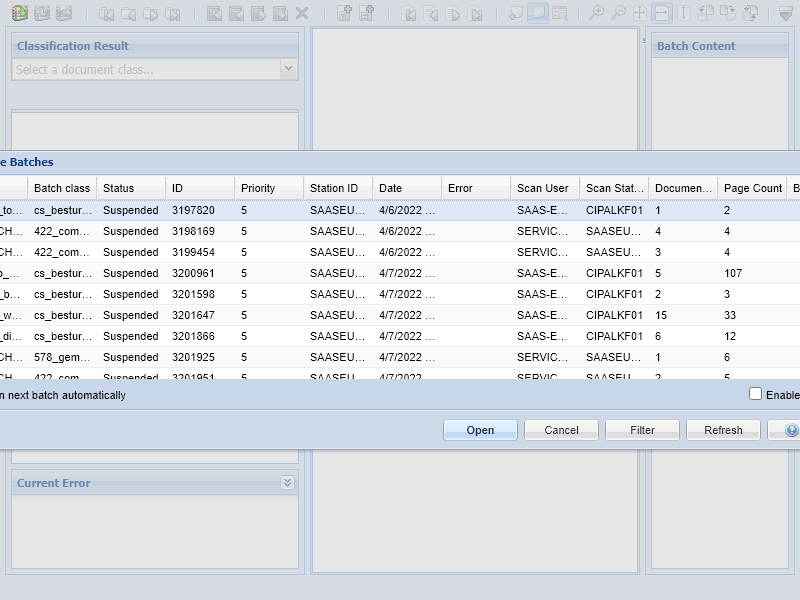 Classification Result
Batch Content
Select a document class...
e Batches
Batch class Status ID Priority Station ID Date Error Scan User Scan Stat... Documen... Page Count B
_to... cs_bestur... Suspended 3197820 5 SAASEU... 4/6/2022 ... SAAS-E... CIPALKF01 1 2
CH... 422_com... Suspended 3198169 5 SAASEU... 4/6/2022 ... SERVIC... SAASEU... 4 4
CH... 422_com... Suspended 3199454 5 SAASEU... 4/6/2022 ... SERVIC... SAASEU... 3 4
o_... cs_bestur... Suspended 3200961 5 SAASEU... 4/7/2022 ... SAAS-E... CIPALKF01 5 107
_b... cs_bestur... Suspended 3201598 5 SAASEU... 4/7/2022 ... SAAS-E... CIPALKF01 2 3
_w... cs_bestur... Suspended 3201647 5 SAASEU... 4/7/2022 ... SAAS-E... CIPALKF01 15 33
_di... cs_bestur... Suspended 3201866 5 SAASEU... 4/7/2022 ... SAAS-E... CIPALKF01 6 12
CH... 578_gem... Suspended 3201925 5 SAASEU... 4/7/2022 ... SERVIC... SAASEU... 1 6
CH... 422_com... Suspended 3201951 5 SAASEU... 4/7/2022 ... SERVIC... SAASEU... 2 5
n next batch automatically
Enable
Open
Cancel
Filter
Refresh
Current Error